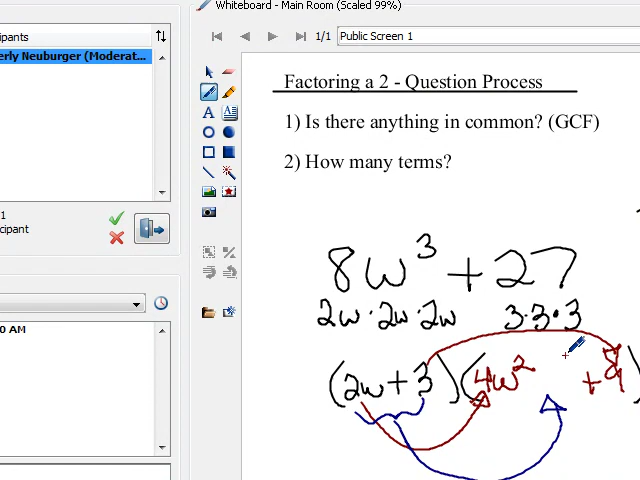 Whiteboard - Main Room (Scaled 99%)
cipants
erly Neuburger (Moderat...
1/1
Public Screen 1
Factoring a 2 - Question Process
1) Is there anything in common? (GCF)
2) How many terms?
1
cipant
8w³ + 27
2w · 2w · 2w 3 · 3 · 3
0 AM
(2w + 3)(4w² + 9)